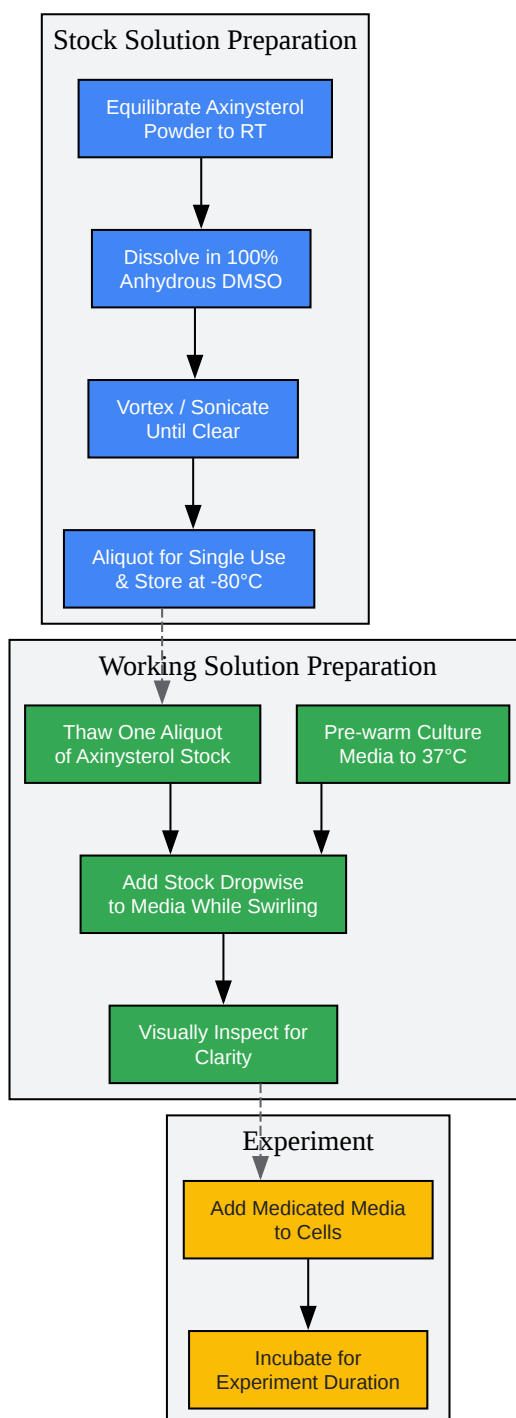 Stock Solution Preparation
Equilibrate Axinysterol
Powder to RT
Dissolve in 100%
Anhydrous DMSO
Vortex / Sonicate
Until Clear
Aliquot for Single Use
& Store at -80°C
Working Solution Preparation
Thaw One Aliquot
of Axinysterol Stock
Pre-warm Culture
Media to 37°C
Add Stock Dropwise
to Media While Swirling
Visually Inspect for
Clarity
Experiment
Add Medicated Media
to Cells
Incubate for
Experiment Duration